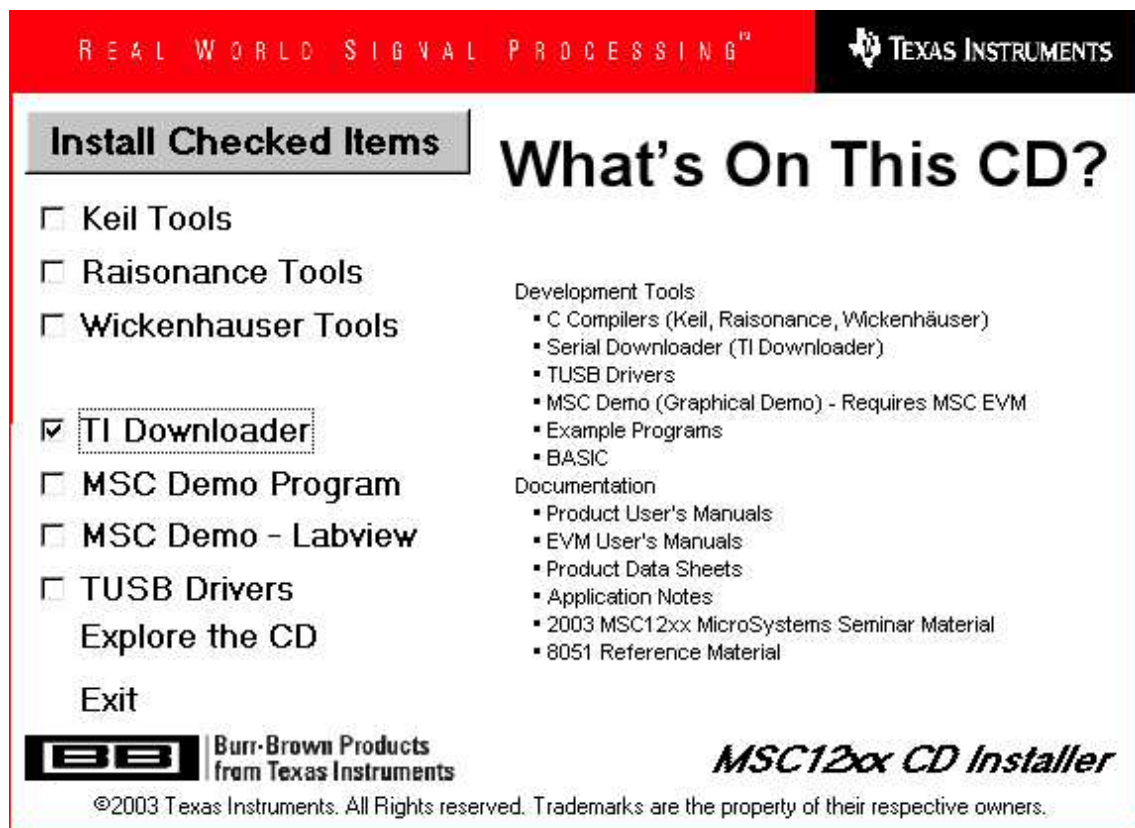 REAL WORLD SIGNAL PROCESSING™
TEXAS INSTRUMENTS
Install Checked Items
Keil Tools
Raisonance Tools
Wickenhauser Tools
TI Downloader
MSC Demo Program
MSC Demo - Labview
TUSB Drivers
Explore the CD
Exit
What's On This CD?
Development Tools
▪ C Compilers (Keil, Raisonance, Wickenhäuser)
▪ Serial Downloader (TI Downloader)
▪ TUSB Drivers
▪ MSC Demo (Graphical Demo) - Requires MSC EVM
▪ Example Programs
▪ BASIC
Documentation
▪ Product User's Manuals
▪ EVM User's Manuals
▪ Product Data Sheets
▪ Application Notes
▪ 2003 MSC12xx MicroSystems Seminar Material
▪ 8051 Reference Material
BB
Burr-Brown Products
from Texas Instruments
MSC12xx CD Installer
©2003 Texas Instruments. All Rights reserved. Trademarks are the property of their respective owners.